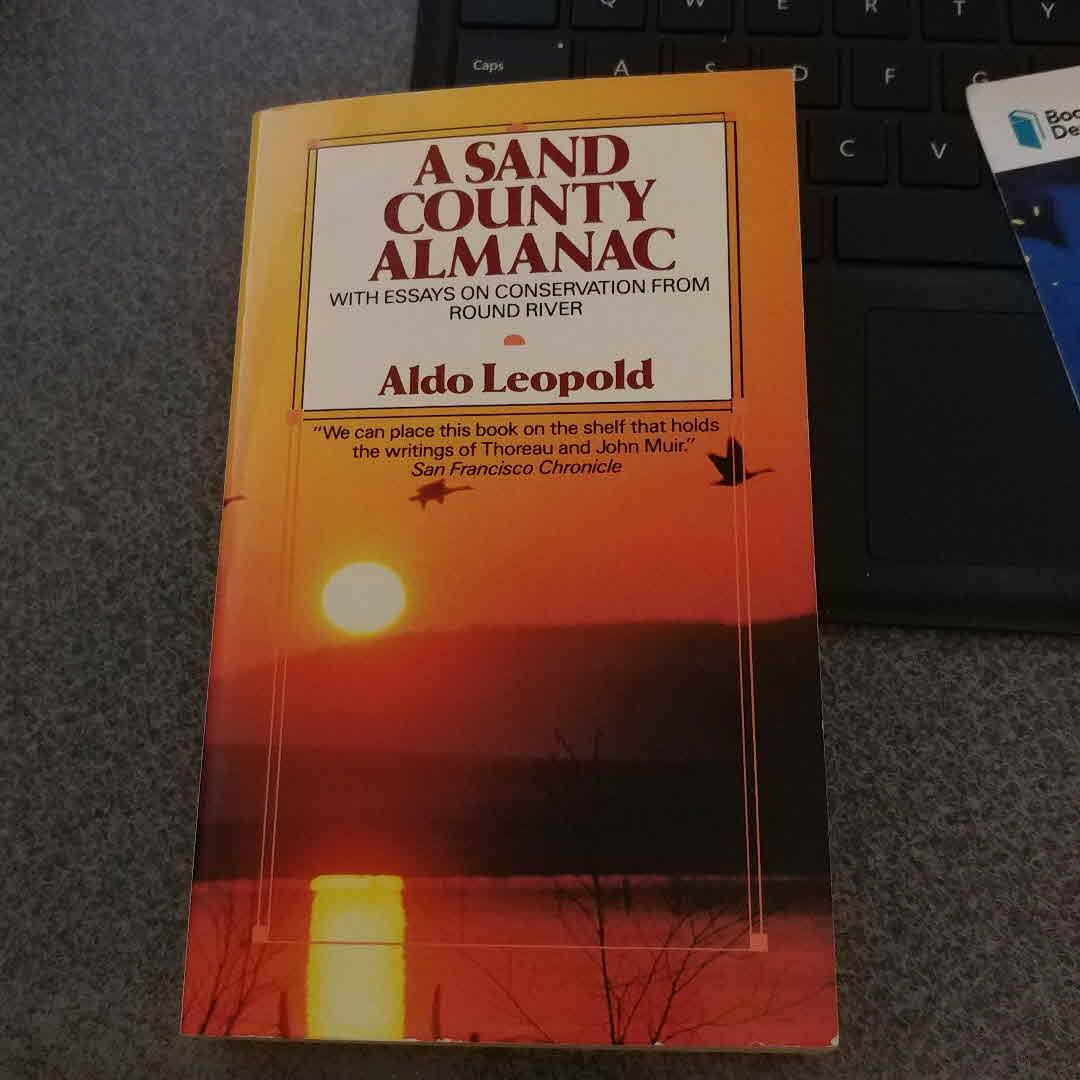 A SAND
COUNTY
ALMANAC
WITH ESSAYS ON CONSERVATION FROM
ROUND RIVER
Aldo Leopold
"We can place this book on the shelf that holds
the writings of Thoreau and John Muir."
San Francisco Chronicle
Q W E R T Y
Caps A S D F G
C V